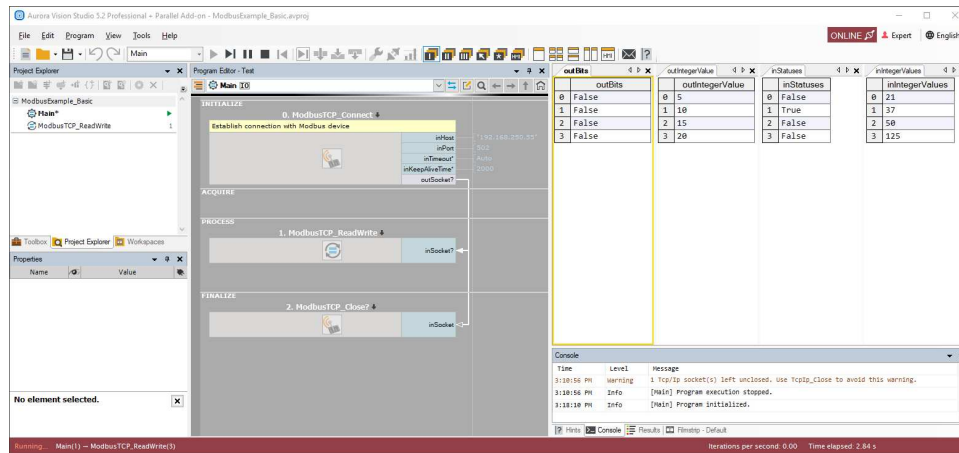 Aurora Vision Studio 5.2 Professional + Parallel Add-on - ModbusExample_Basic.avproj
File Edit Program View Tools Help
ONLINE Expert English
Main
Project Explorer
ModbusExample_Basic
Main*
ModbusTCP_ReadWrite 1
Toolbox Project Explorer Workspaces
Properties
Name Value
No element selected.
Program Editor - Text
Main IO
INITIALIZE
0. ModbusTCP_Connect
Establish connection with Modbus device
inHost
inPort 503
inTimeout* Auto
inKeepAliveTime* 2000
outSocket?
ACQUIRE
PROCESS
1. ModbusTCP_ReadWrite
inSocket?
FINALIZE
2. ModbusTCP_Close?
inSocket
outBits
outBits
0 False
1 False
2 False
3 False
outIntegerValue
outIntegerValue
0 5
1 10
2 15
3 20
inStatuses
inStatuses
0 False
1 True
2 False
3 False
inIntegerValues
inIntegerValues
0 21
1 37
2 50
3 125
Console
Time Level Message
3:10:56 PM Warning 1 Tcp/Ip socket(s) left unclosed. Use TcpIp_Close to avoid this warning.
3:10:56 PM Info [Main] Program execution stopped.
3:18:10 PM Info [Main] Program initialized.
Hints Console Results Filmstrip - Default
Running... Main(1) — ModbusTCP_ReadWrite(3)
Iterations per second: 0.00 Time elapsed: 2.84 s